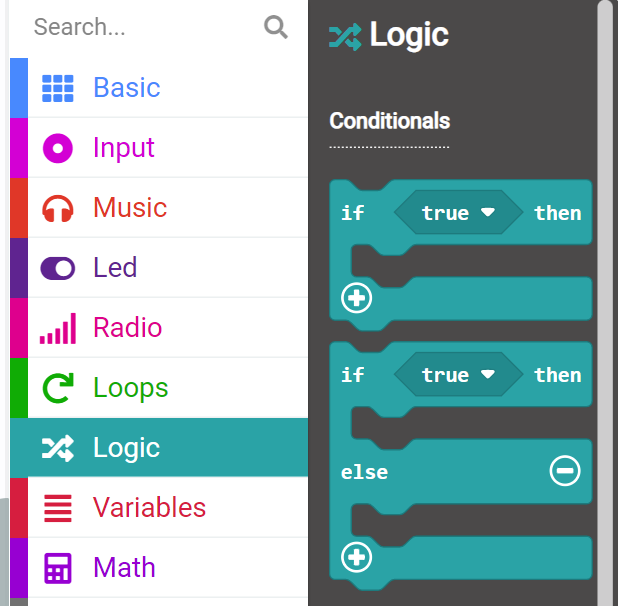 Search...
Basic
Input
Music
Led
Radio
Loops
Logic
Variables
Math
Logic
Conditionals
if true then
if true then
else